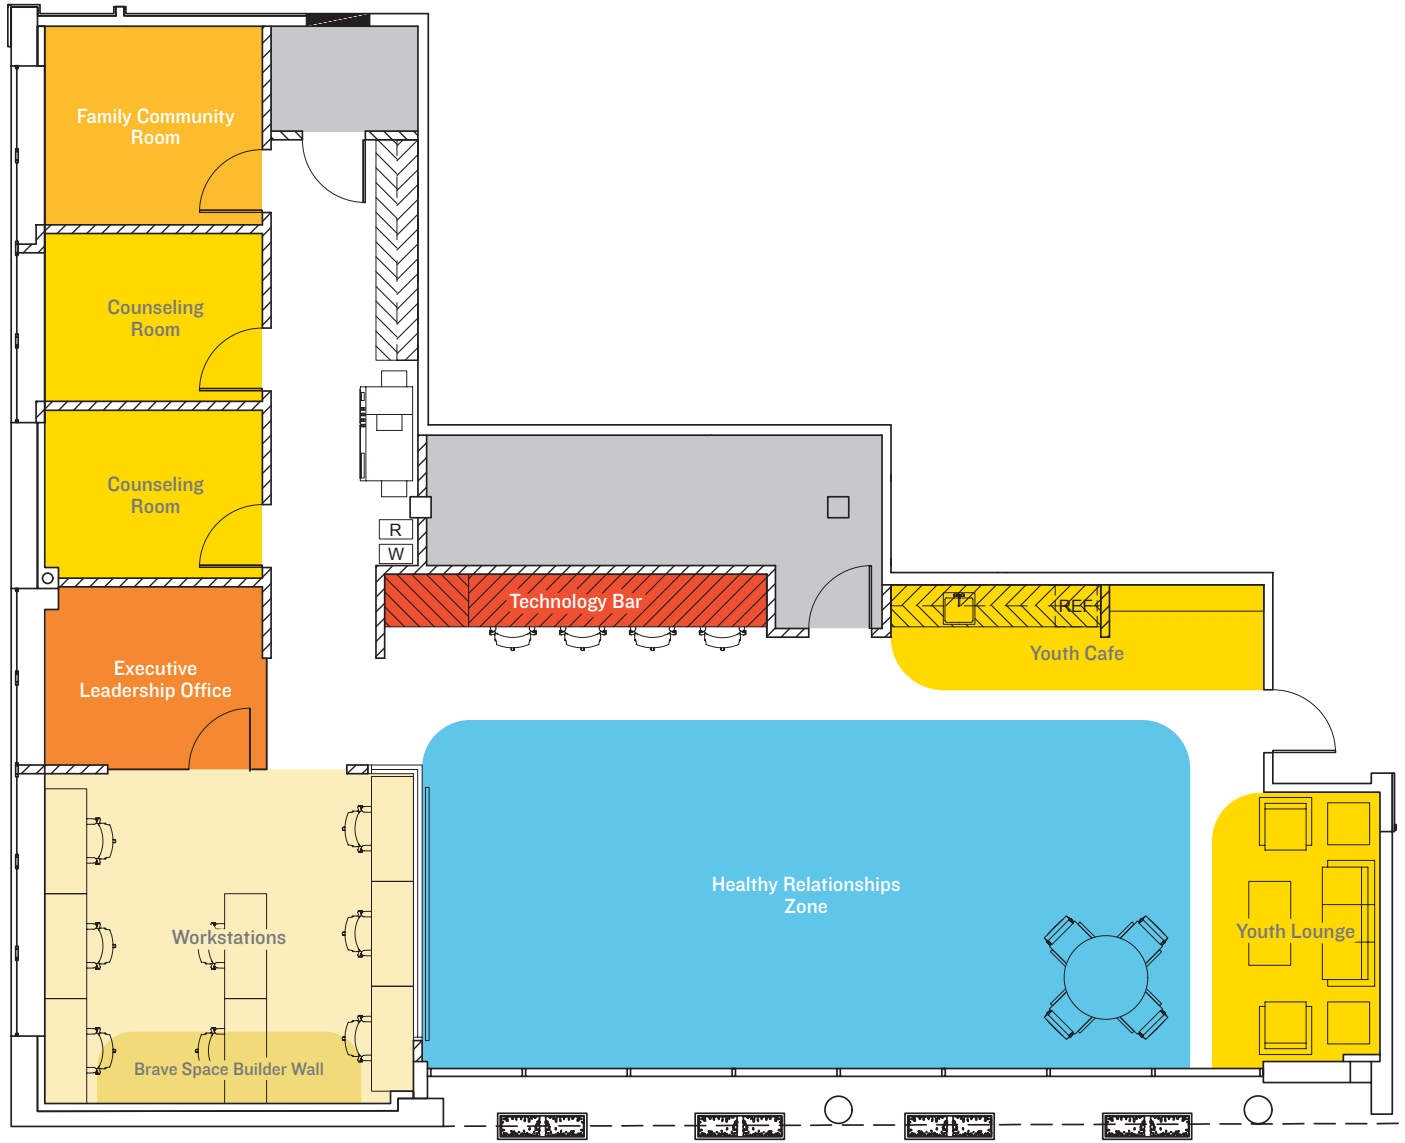 Family Community
Room
Counseling
Room
Counseling
Room
R
W
Technology Bar
REF
Youth Cafe
Executive
Leadership Office
Healthy Relationships
Zone
Youth Lounge
Workstations
Brave Space Builder Wall